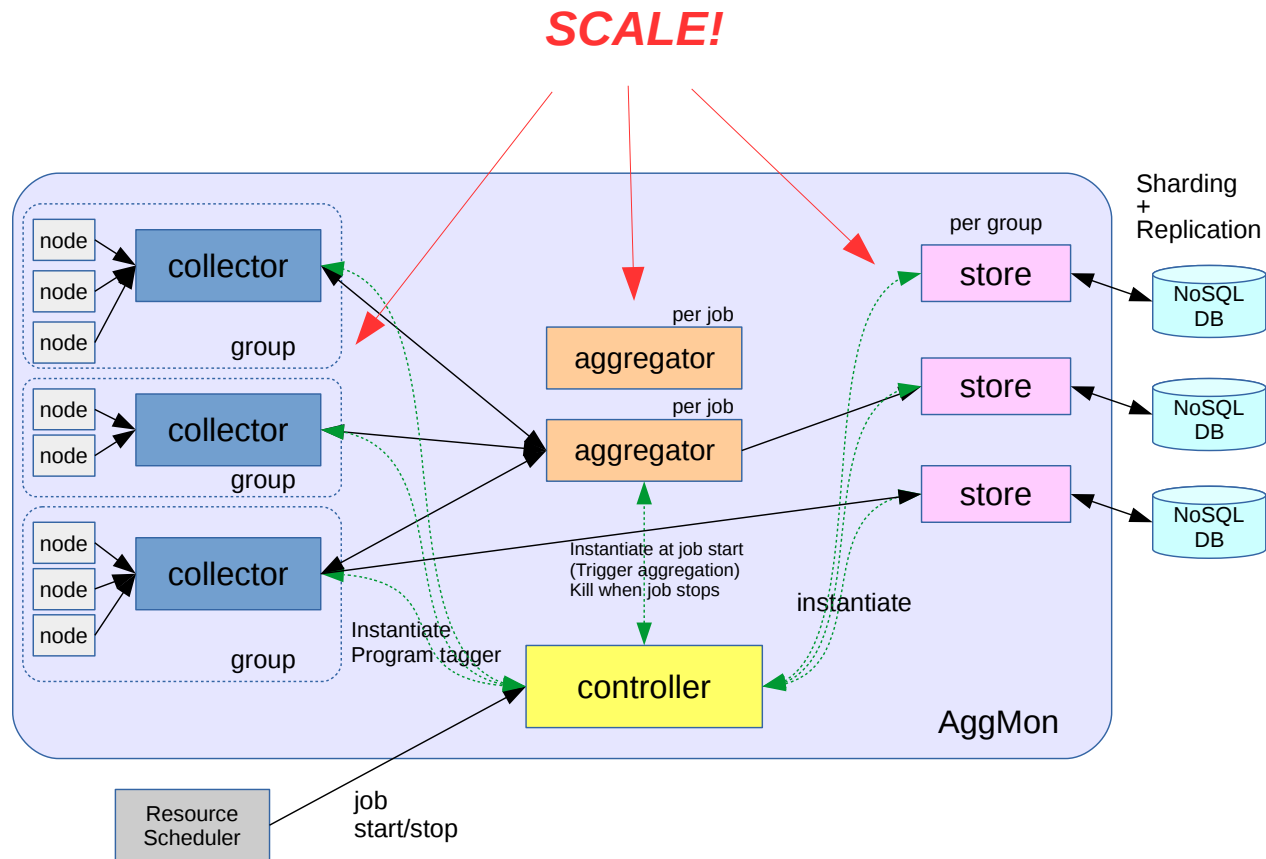 SCALE!
Sharding
+
Replication
per group
node
node
node
collector
group
store
NoSQL
DB
per job
aggregator
node
node
collector
group
per job
aggregator
store
NoSQL
DB
node
node
node
collector
group
store
NoSQL
DB
Instantiate at job start
(Trigger aggregation)
Kill when job stops
instantiate
Instantiate
Program tagger
controller
AggMon
Resource
Scheduler
job
start/stop